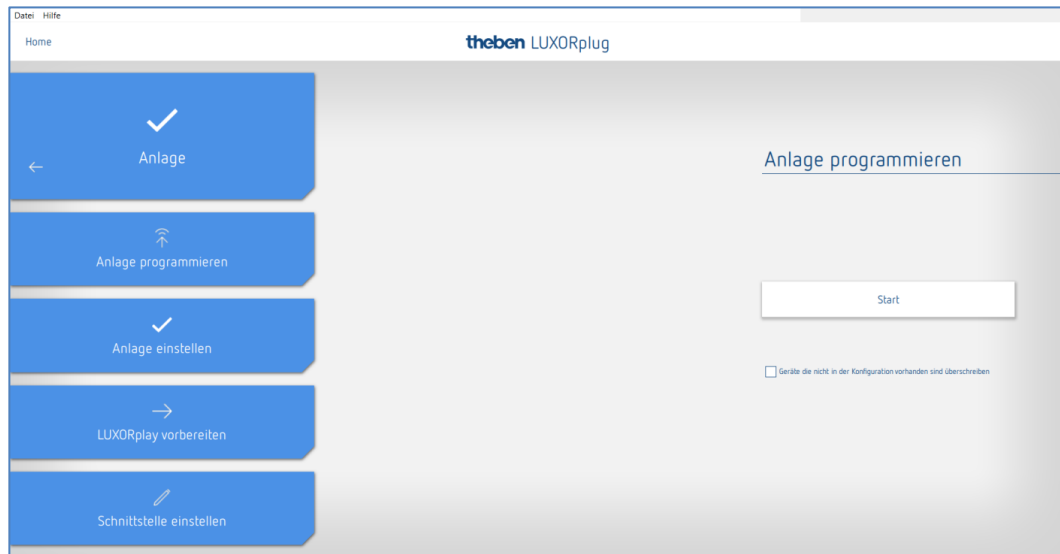 Datei Hilfe
Home
theben LUXORplug
Anlage
Anlage programmieren
Anlage einstellen
LUXORplay vorbereiten
Schnittstelle einstellen
Anlage programmieren
Start
Geräte die nicht in der Konfiguration vorhanden sind überschreiben